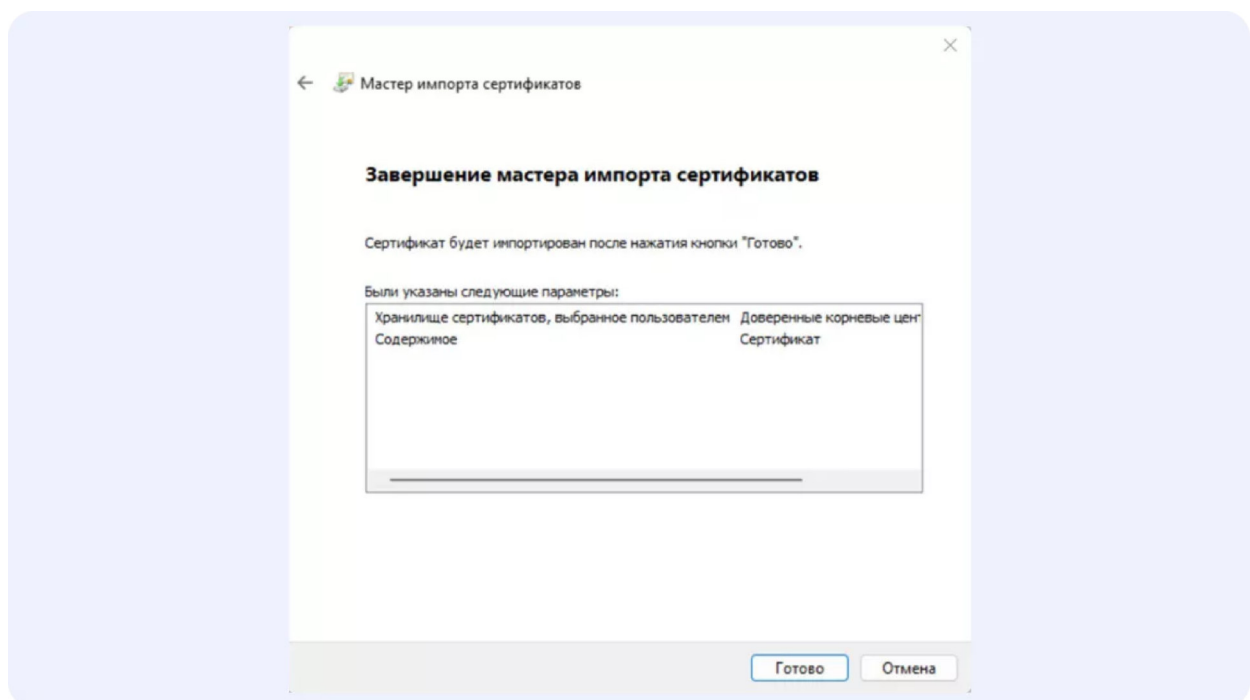 Мастер импорта сертификатов
Завершение мастера импорта сертификатов
Сертификат будет импортирован после нажатия кнопки "Готово".
Были указаны следующие параметры:
Хранилище сертификатов, выбранное пользователем Доверенные корневые цен
Содержимое Сертификат
Готово Отмена